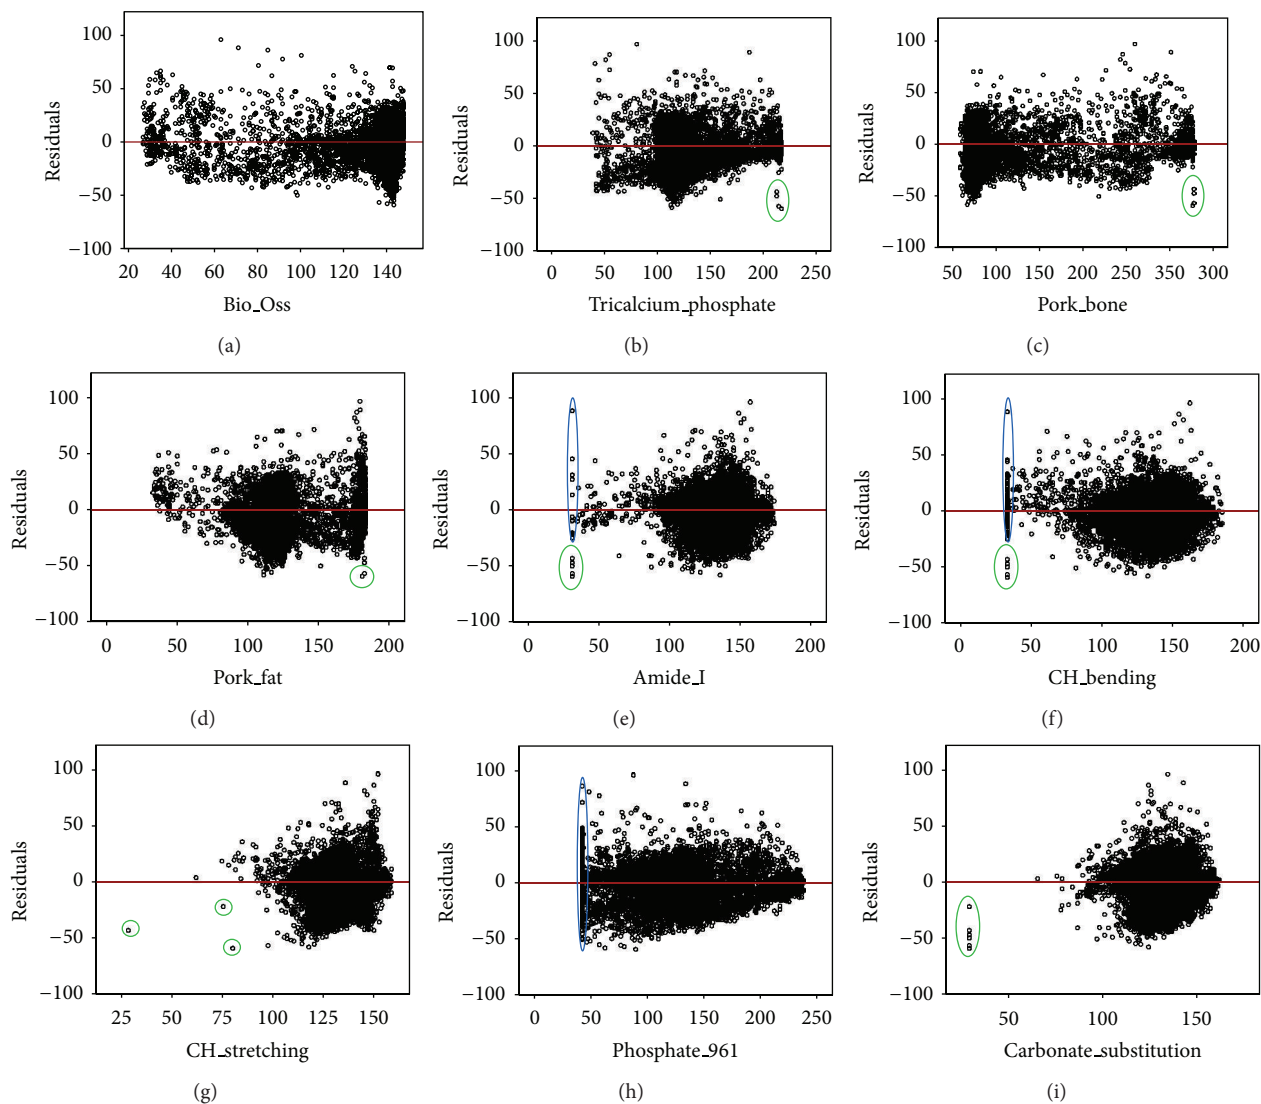 100
50
0
−50
−100
Residuals
20 40 60 80 100 120 140
Bio_Oss
(a)
100
50
0
−50
−100
Residuals
0 50 100 150 200 250
Tricalcium_phosphate
(b)
100
50
0
−50
−100
Residuals
50 100 150 200 250 350 300
Pork_bone
(c)
100
50
0
−50
−100
Residuals
0 50 100 150 200
Pork_fat
(d)
100
50
0
−50
−100
Residuals
0 50 100 150 200
Amide_I
(e)
100
50
0
−50
−100
Residuals
0 50 100 150 200
CH_bending
(f)
100
50
0
−50
−100
Residuals
25 50 75 100 125 150
CH_stretching
(g)
100
50
0
−50
−100
Residuals
0 50 100 150 200 250
Phosphate_961
(h)
100
50
0
−50
−100
Residuals
50 100 150
Carbonate_substitution
(i)